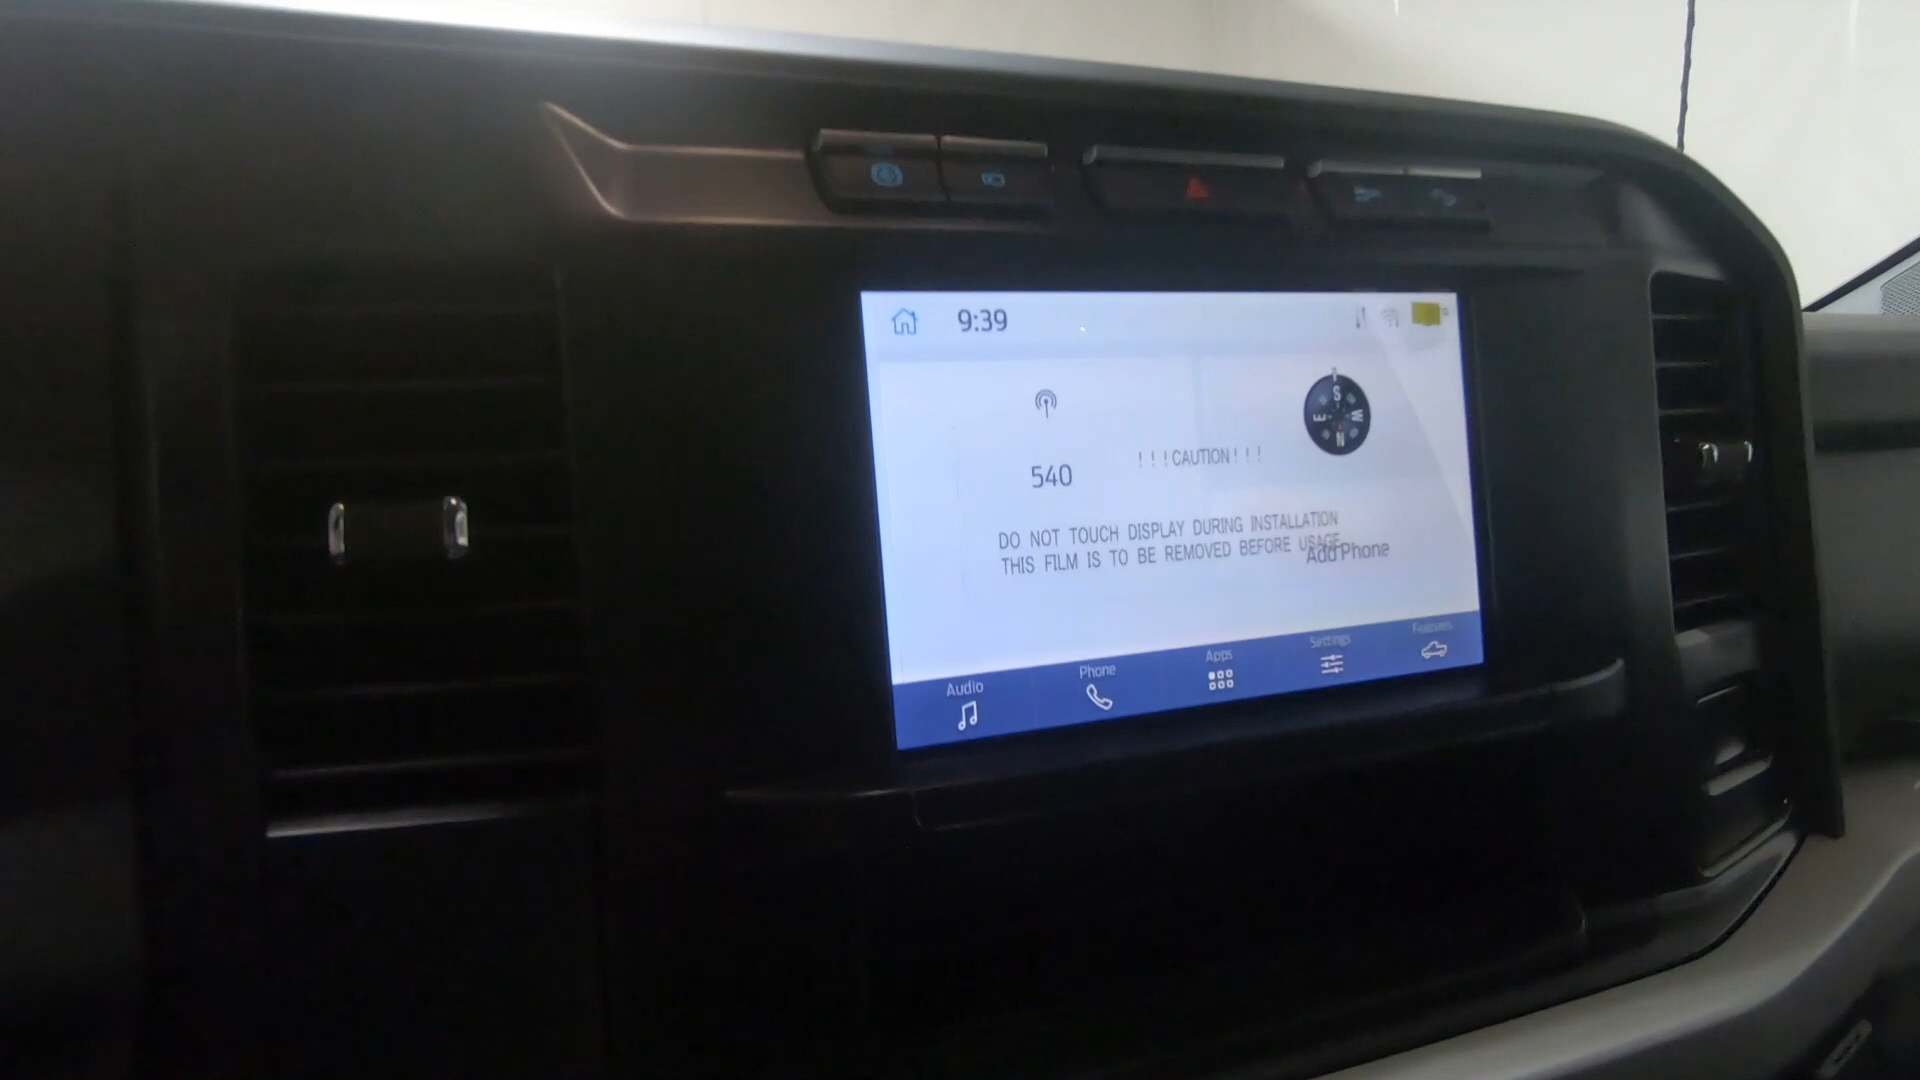 9:39
540
! ! ! CAUTION ! ! !
S
E W
N
DO NOT TOUCH DISPLAY DURING INSTALLATION
THIS FILM IS TO BE REMOVED BEFORE USAGE
Add Phone
Audio
Phone
Apps
Settings
Features